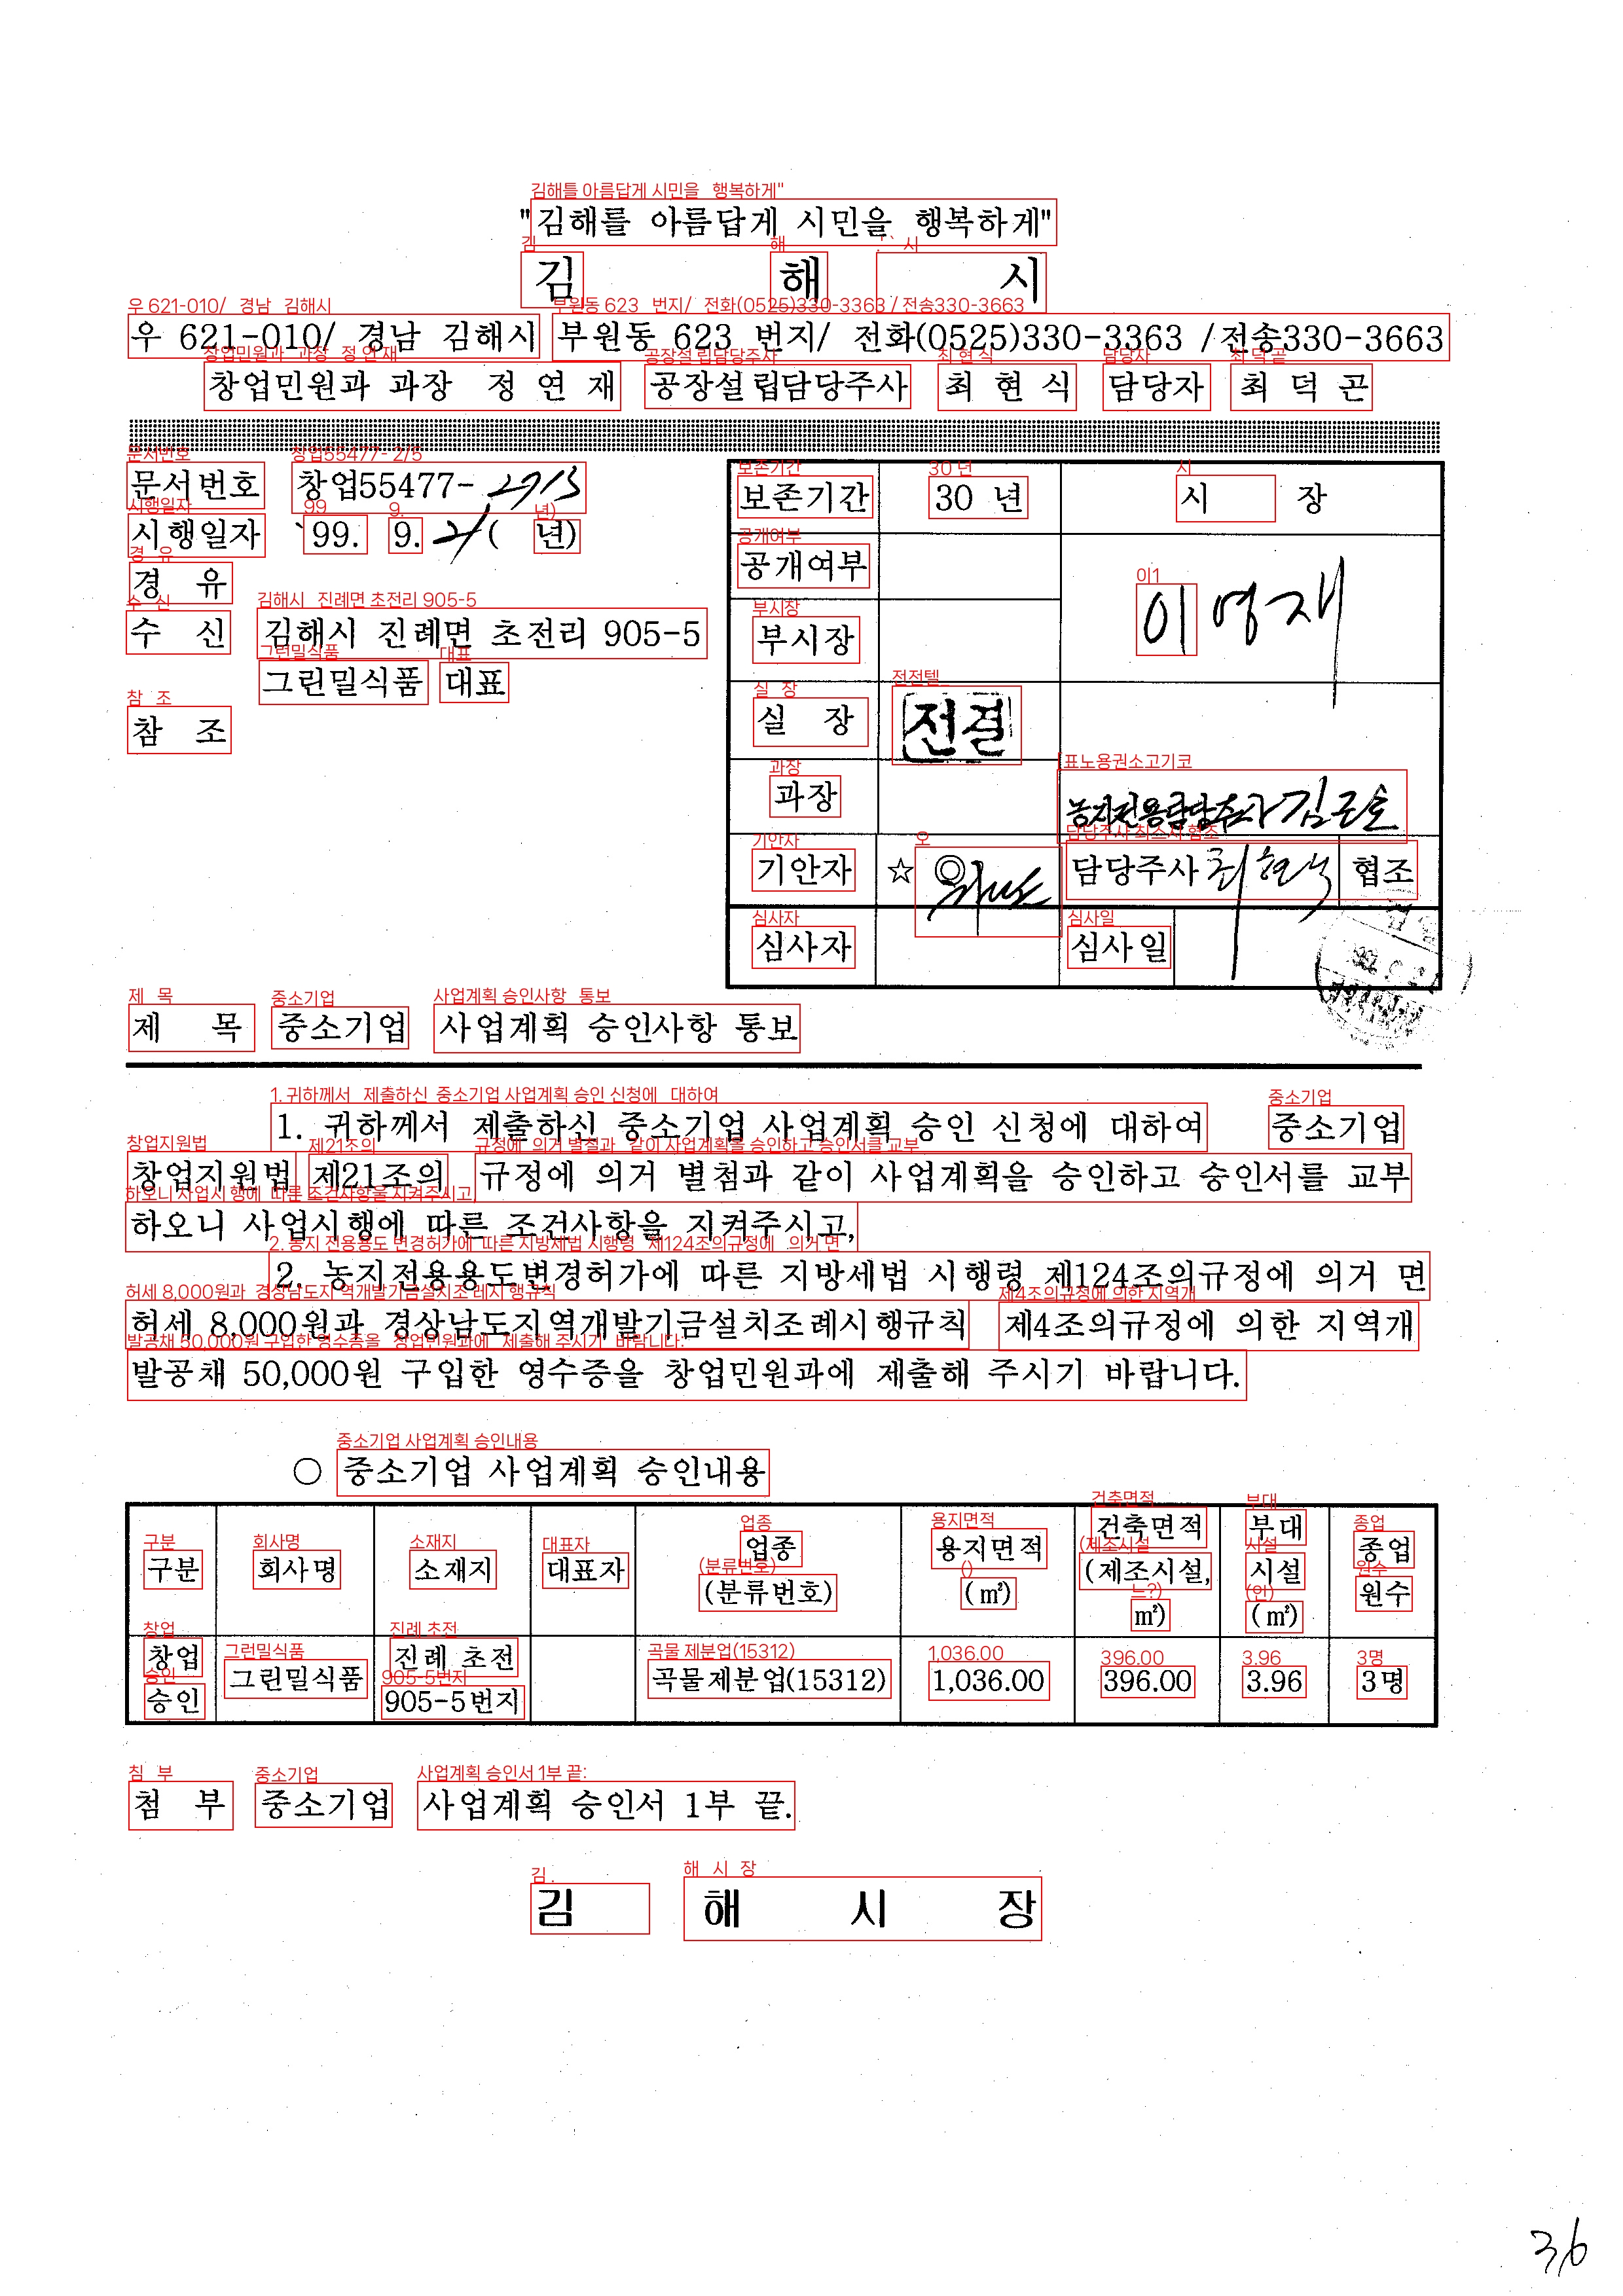 "김해를 아름답게 시민을 행복하게"
김 해 시
우 621-010/ 경남 김해시 부원동 623 번지/ 전화(0525)330-3363 /전송330-3663
창업민원과 과장 정 연 재 공장설립담당주사 최 현 식 담당자 최 덕 곤
문서번호 창업55477-
시행일자 `99. 9. 21 ( 년)
경 유
수 신 김해시 진례면 초전리 905-5
그린밀식품 대표
참 조
보존기간 30 년 시 장
공개여부
부시장
실 장 전결
과장
농지전용담당주사 김근호
기안자 ☆ ◎ 담당주사 최현식 협조
심사자 심사일
제 목 중소기업 사업계획 승인사항 통보
1. 귀하께서 제출하신 중소기업 사업계획 승인 신청에 대하여 중소기업
창업지원법 제21조의 규정에 의거 별첨과 같이 사업계획을 승인하고 승인서를 교부
하오니 사업시행에 따른 조건사항을 지켜주시고,
2. 농지전용용도변경허가에 따른 지방세법 시행령 제124조의규정에 의거 면
허세 8,000원과 경상남도지역개발기금설치조례시행규칙 제4조의규정에 의한 지역개
발공채 50,000원 구입한 영수증을 창업민원과에 제출해 주시기 바랍니다.
○ 중소기업 사업계획 승인내용
구분 회사명 소재지 대표자 업종 (분류번호) 용지면적 (㎡) 건축면적 (제조시설, ㎡) 부대 시설 (㎡) 종업 원수
창업 승인 그린밀식품 진례 초전 905-5번지 곡물제분업(15312) 1,036.00 396.00 3.96 3명
첨 부 중소기업 사업계획 승인서 1부 끝.
김 해 시 장
36